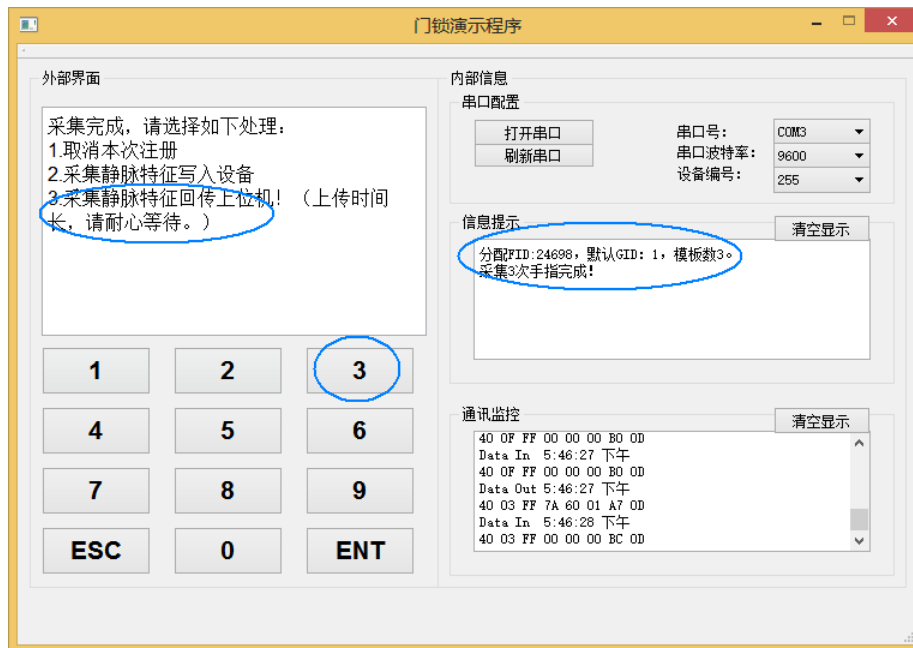 门锁演示程序
外部界面
采集完成，请选择如下处理：
1.取消本次注册
2.采集静脉特征写入设备
3.采集静脉特征回传上位机！（上传时间
长，请耐心等待。）
1 2 3
4 5 6
7 8 9
ESC 0 ENT
内部信息
串口配置
打开串口
刷新串口
串口号： COM3
串口波特率： 9600
设备编号： 255
信息提示
清空显示
分配FID:24698，默认GID：1，模板数3。
采集3次手指完成！
通讯监控
清空显示
40 0F FF 00 00 00 B0 0D
Data In 5:46:27 下午
40 0F FF 00 00 00 B0 0D
Data Out 5:46:27 下午
40 03 FF 7A 60 01 A7 0D
Data In 5:46:28 下午
40 03 FF 00 00 00 BC 0D